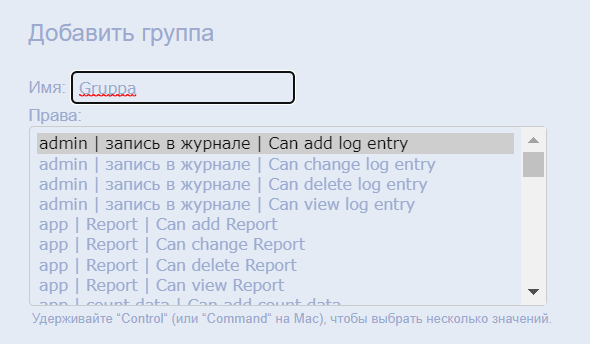 Добавить группа
Имя: Gruppa
Права:
admin | запись в журнале | Can add log entry
admin | запись в журнале | Can change log entry
admin | запись в журнале | Can delete log entry
admin | запись в журнале | Can view log entry
app | Report | Can add Report
app | Report | Can change Report
app | Report | Can delete Report
app | Report | Can view Report
app | count data | Can add count data
Удерживайте “Control“ (или “Command“ на Mac), чтобы выбрать несколько значений.